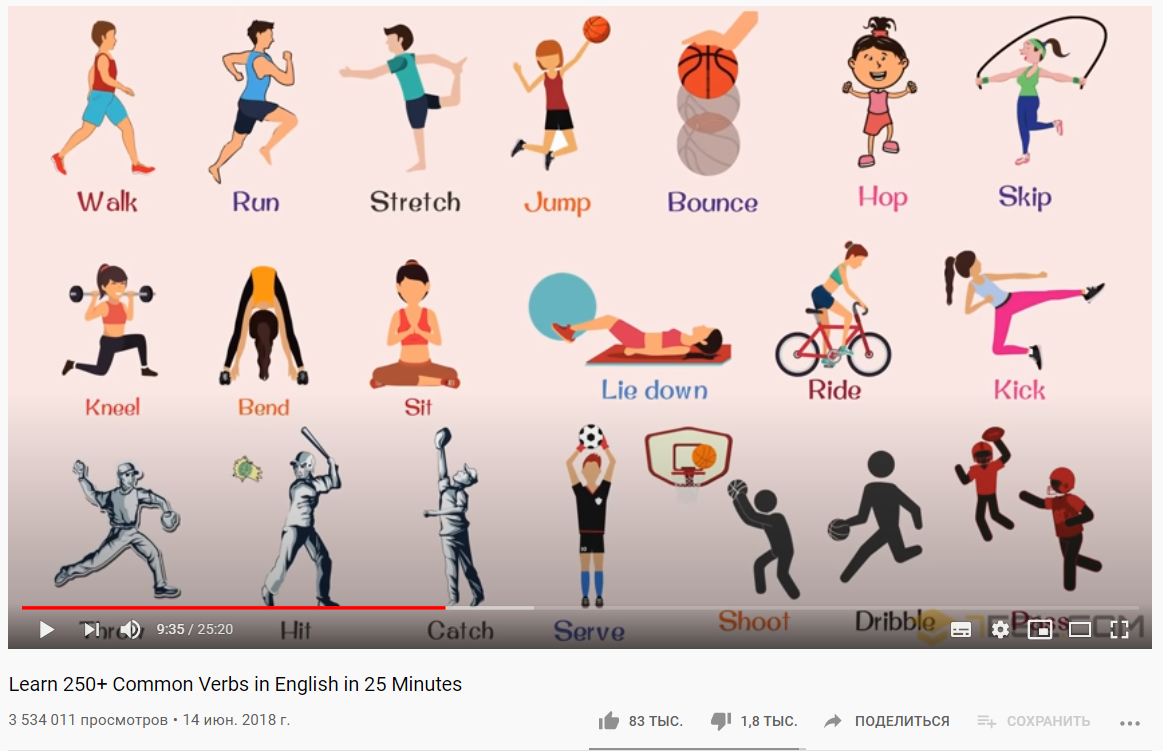 Walk Run Stretch Jump Bounce Hop Skip
Kneel Bend Sit Lie down Ride Kick
Throw Hit Catch Serve Shoot Dribble Pass
9:35 / 25:20
Learn 250+ Common Verbs in English in 25 Minutes
3 534 011 просмотров • 14 июн. 2018 г. 83 ТЫС. 1,8 ТЫС. ПОДЕЛИТЬСЯ СОХРАНИТЬ